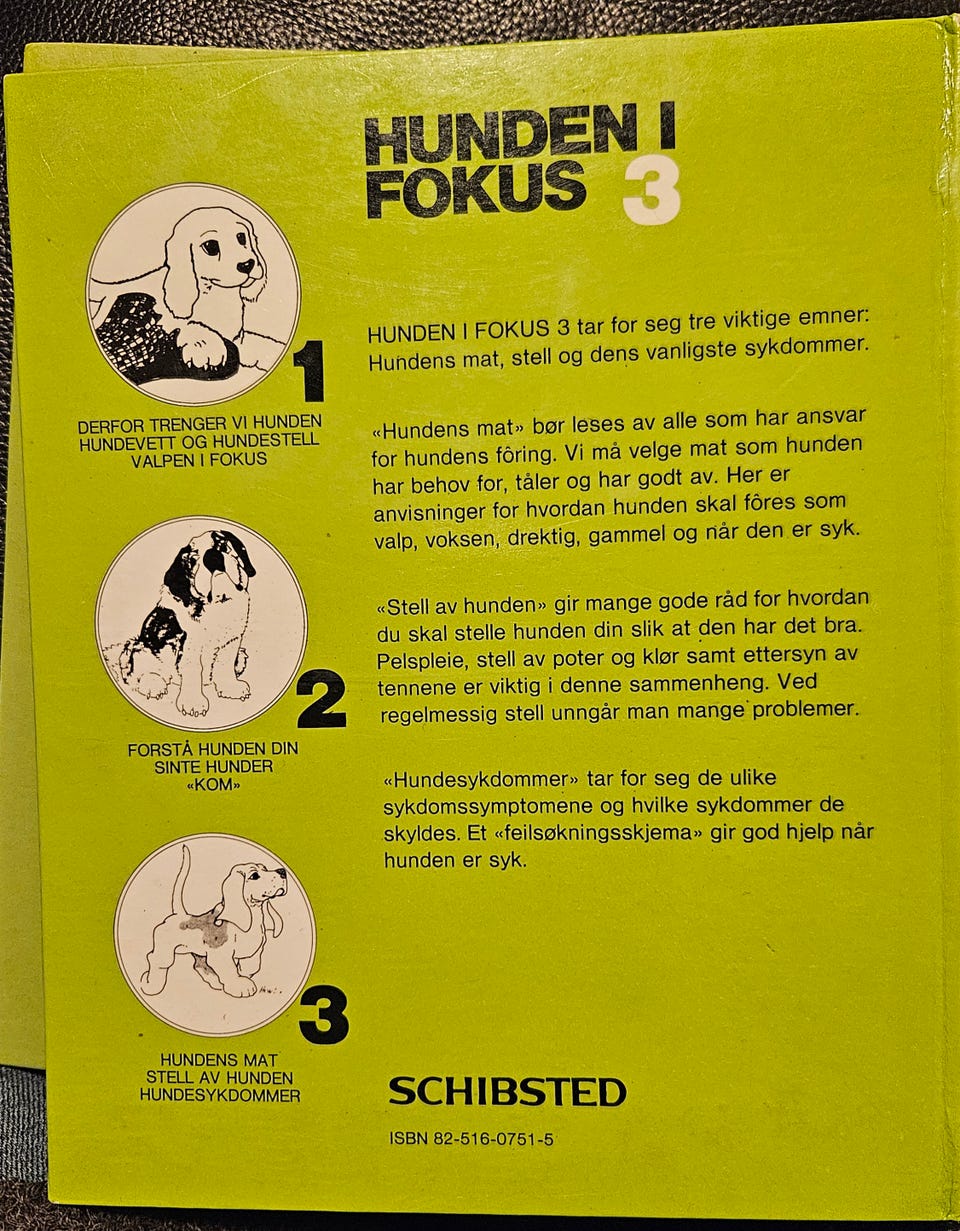 HUNDEN I
FOKUS 3
1
DERFOR TRENGER VI HUNDEN
HUNDEVETT OG HUNDESTELL
VALPEN I FOKUS
2
FORSTÅ HUNDEN DIN
SINTE HUNDER
«KOM»
3
HUNDENS MAT
STELL AV HUNDEN
HUNDESYKDOMMER
HUNDEN I FOKUS 3 tar for seg tre viktige emner:
Hundens mat, stell og dens vanligste sykdommer.
«Hundens mat» bør leses av alle som har ansvar
for hundens fôring. Vi må velge mat som hunden
har behov for, tåler og har godt av. Her er
anvisninger for hvordan hunden skal fôres som
valp, voksen, drektig, gammel og når den er syk.
«Stell av hunden» gir mange gode råd for hvordan
du skal stelle hunden din slik at den har det bra.
Pelspleie, stell av poter og klør samt ettersyn av
tennene er viktig i denne sammenheng. Ved
regelmessig stell unngår man mange problemer.
«Hundesykdommer» tar for seg de ulike
sykdomssymptomene og hvilke sykdommer de
skyldes. Et «feilsøkningsskjema» gir god hjelp når
hunden er syk.
SCHIBSTED
ISBN 82-516-0751-5